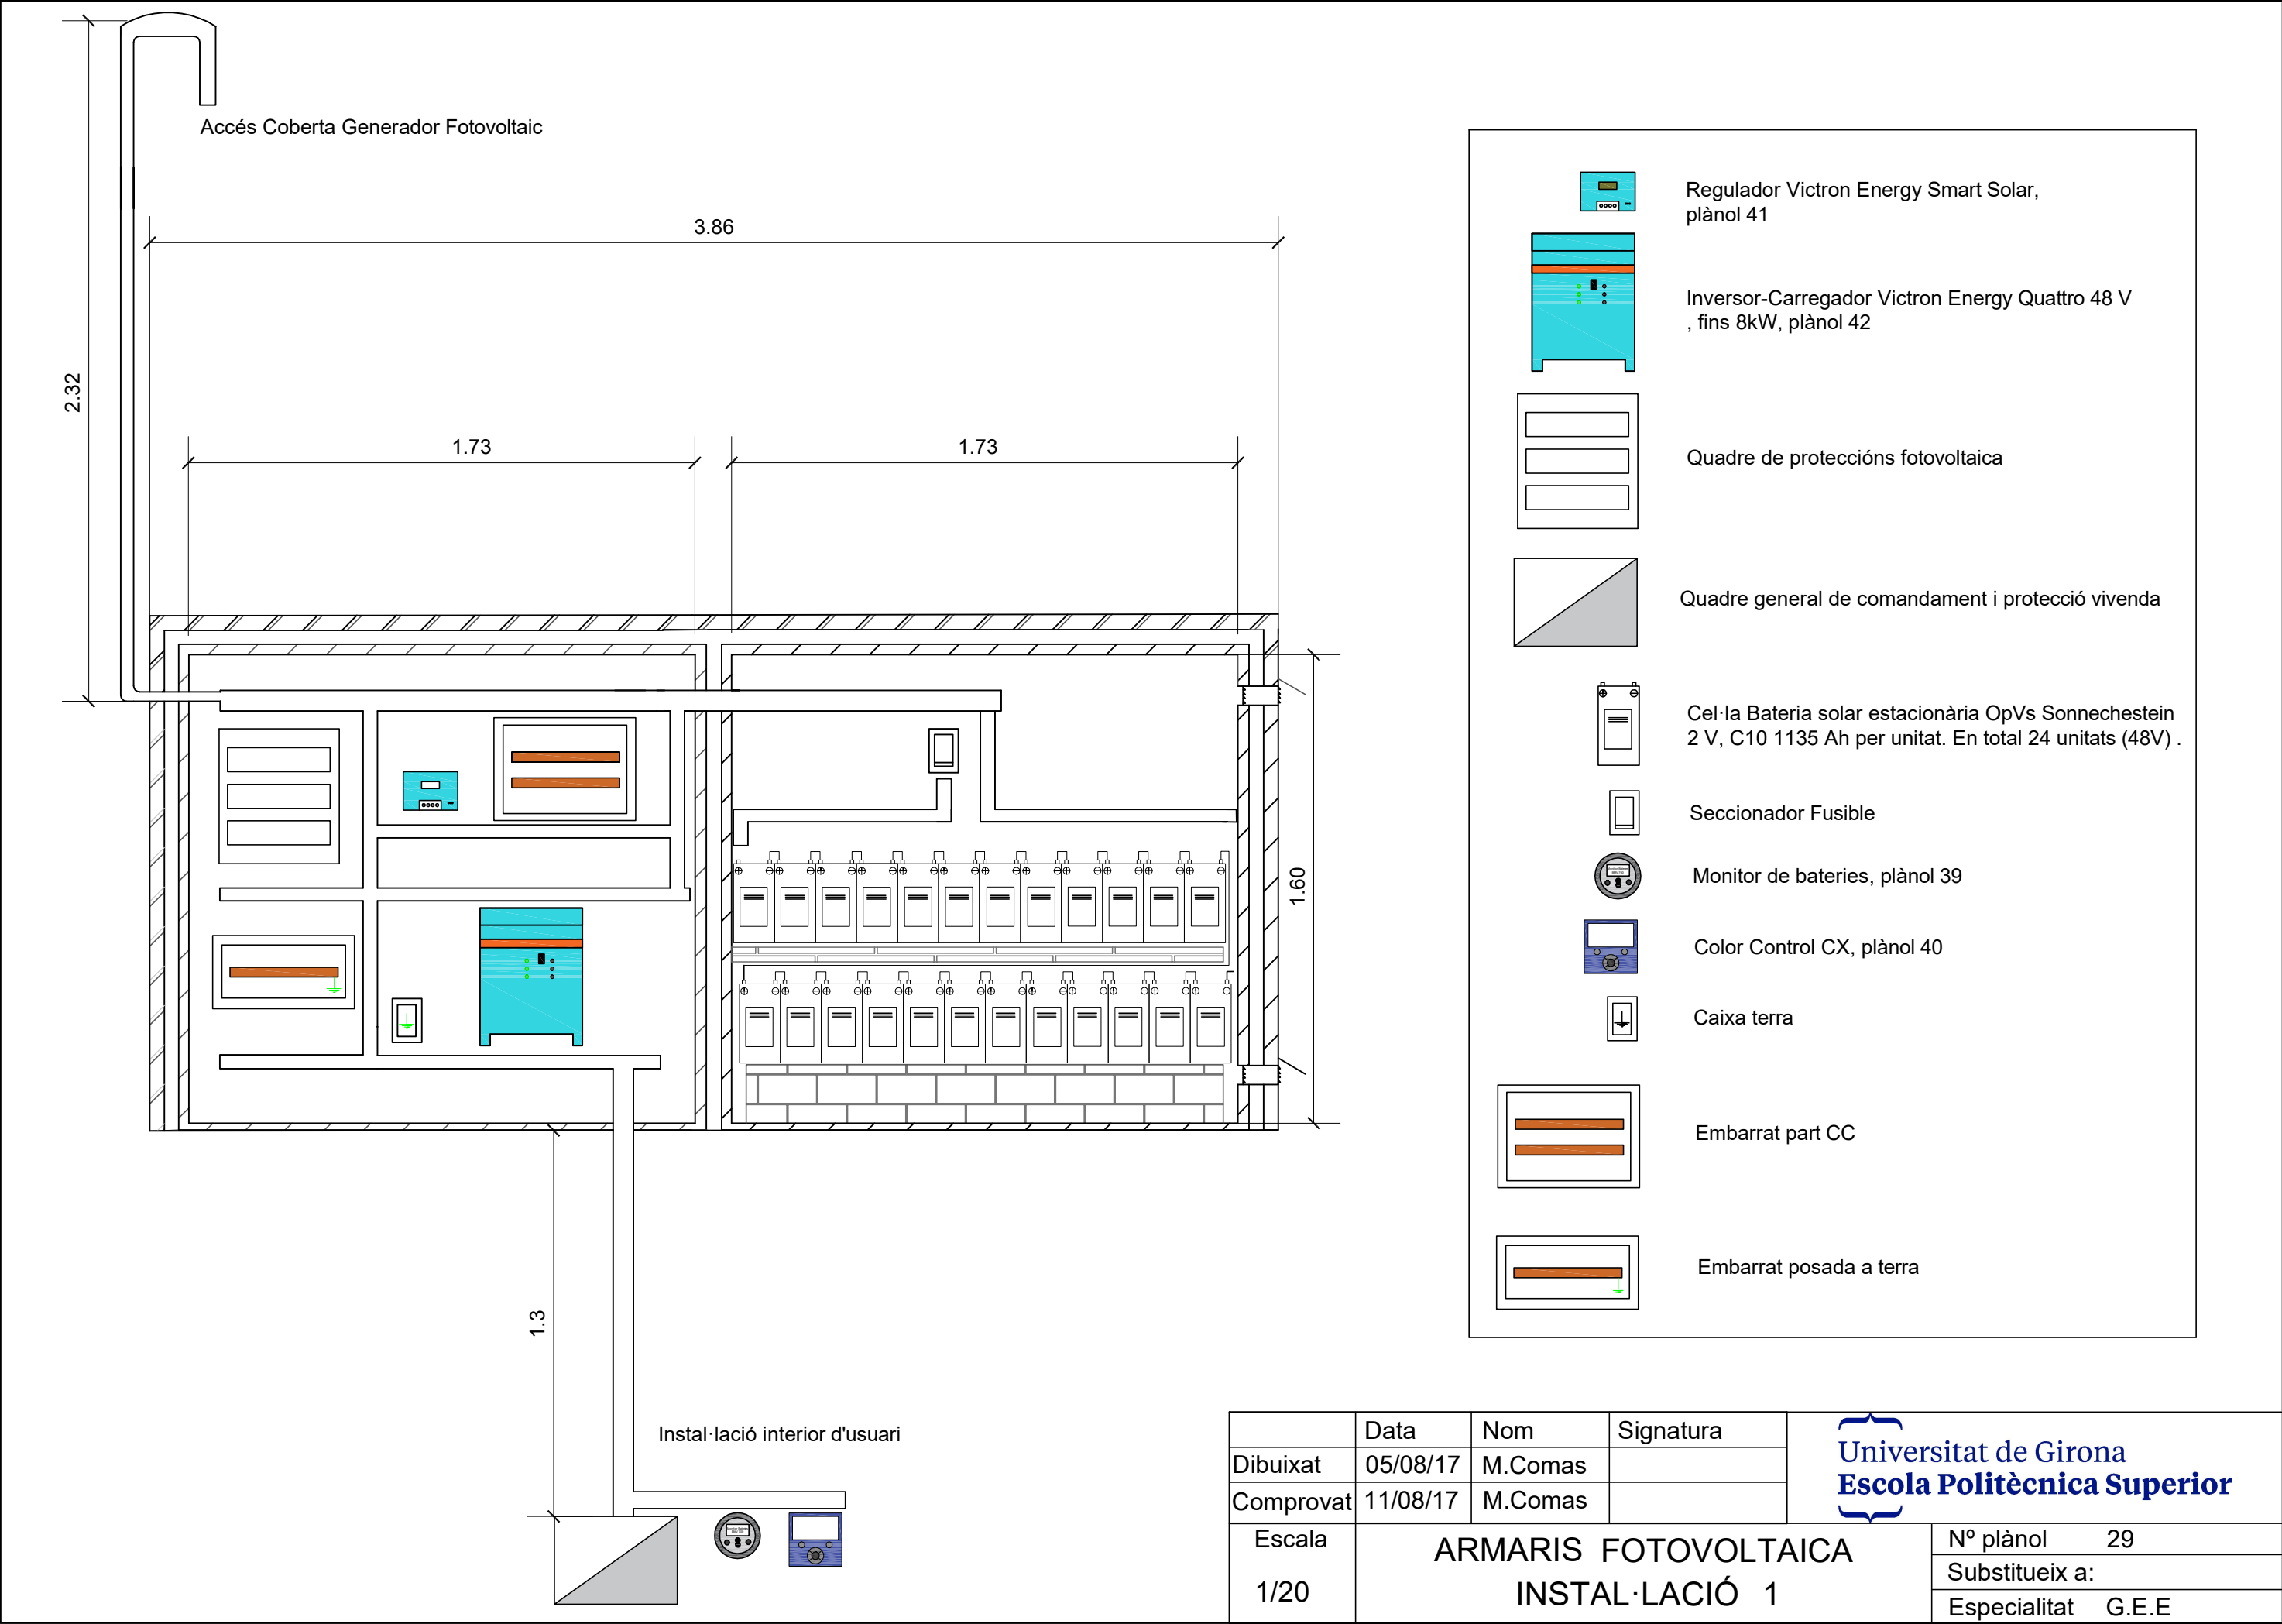 Accés Coberta Generador Fotovoltaic
3.86
2.32
1.73
1.73
1.60
1.3
Instal·lació interior d'usuari
Regulador Victron Energy Smart Solar,
plànol 41
Inversor-Carregador Victron Energy Quattro 48 V
, fins 8kW, plànol 42
Quadre de proteccións fotovoltaica
Quadre general de comandament i protecció vivenda
Cel·la Bateria solar estacionària OpVs Sonnechestein
2 V, C10 1135 Ah per unitat. En total 24 unitats (48V) .
Seccionador Fusible
Monitor de bateries, plànol 39
Color Control CX, plànol 40
Caixa terra
Embarrat part CC
Embarrat posada a terra
Data Nom Signatura
Dibuixat 05/08/17 M.Comas
Comprovat 11/08/17 M.Comas
Universitat de Girona
Escola Politècnica Superior
Escala
1/20
ARMARIS FOTOVOLTAICA
INSTAL·LACIÓ 1
Nº plànol 29
Substitueix a:
Especialitat G.E.E